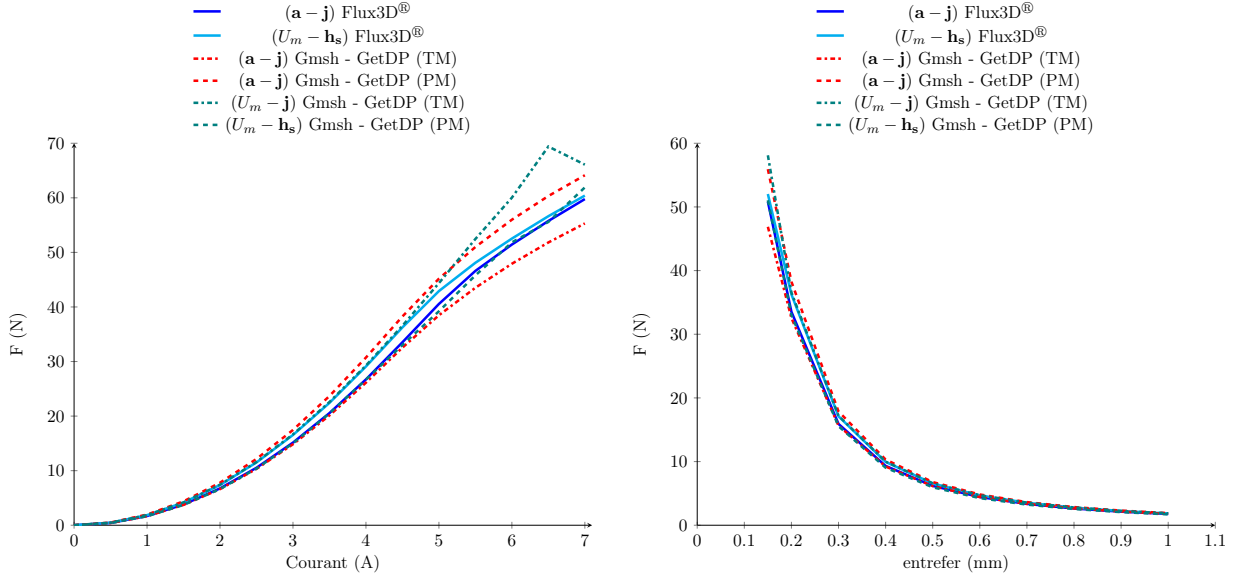 (a − j) Flux3D®
(U_m − h_s) Flux3D®
(a − j) Gmsh - GetDP (TM)
(a − j) Gmsh - GetDP (PM)
(U_m − j) Gmsh - GetDP (TM)
(U_m − h_s) Gmsh - GetDP (PM)
70
60
50
40
30
20
10
0
F (N)
0 1 2 3 4 5 6 7
Courant (A)
(a − j) Flux3D®
(U_m − h_s) Flux3D®
(a − j) Gmsh - GetDP (TM)
(a − j) Gmsh - GetDP (PM)
(U_m − j) Gmsh - GetDP (TM)
(U_m − h_s) Gmsh - GetDP (PM)
60
50
40
30
20
10
0
F (N)
0 0.1 0.2 0.3 0.4 0.5 0.6 0.7 0.8 0.9 1 1.1
entrefer (mm)